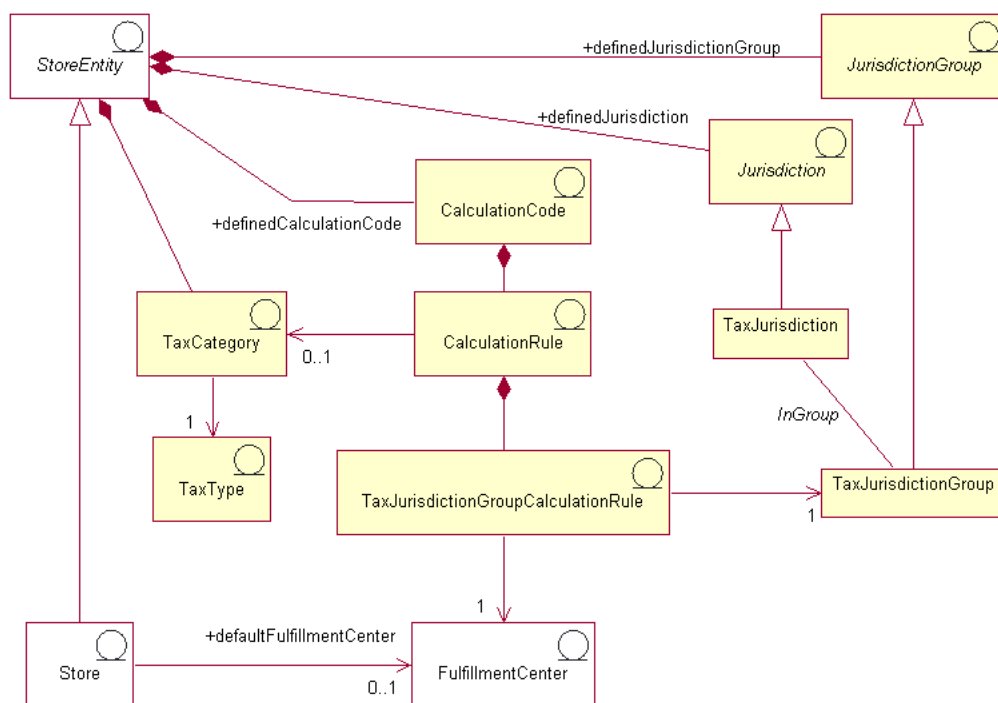 StoreEntity
+definedJurisdictionGroup
JurisdictionGroup
+definedJurisdiction
Jurisdiction
CalculationCode
+definedCalculationCode
TaxCategory
0..1
CalculationRule
TaxJurisdiction
InGroup
1
TaxType
TaxJurisdictionGroupCalculationRule
1
TaxJurisdictionGroup
1
Store
+defaultFulfillmentCenter
0..1
FulfillmentCenter